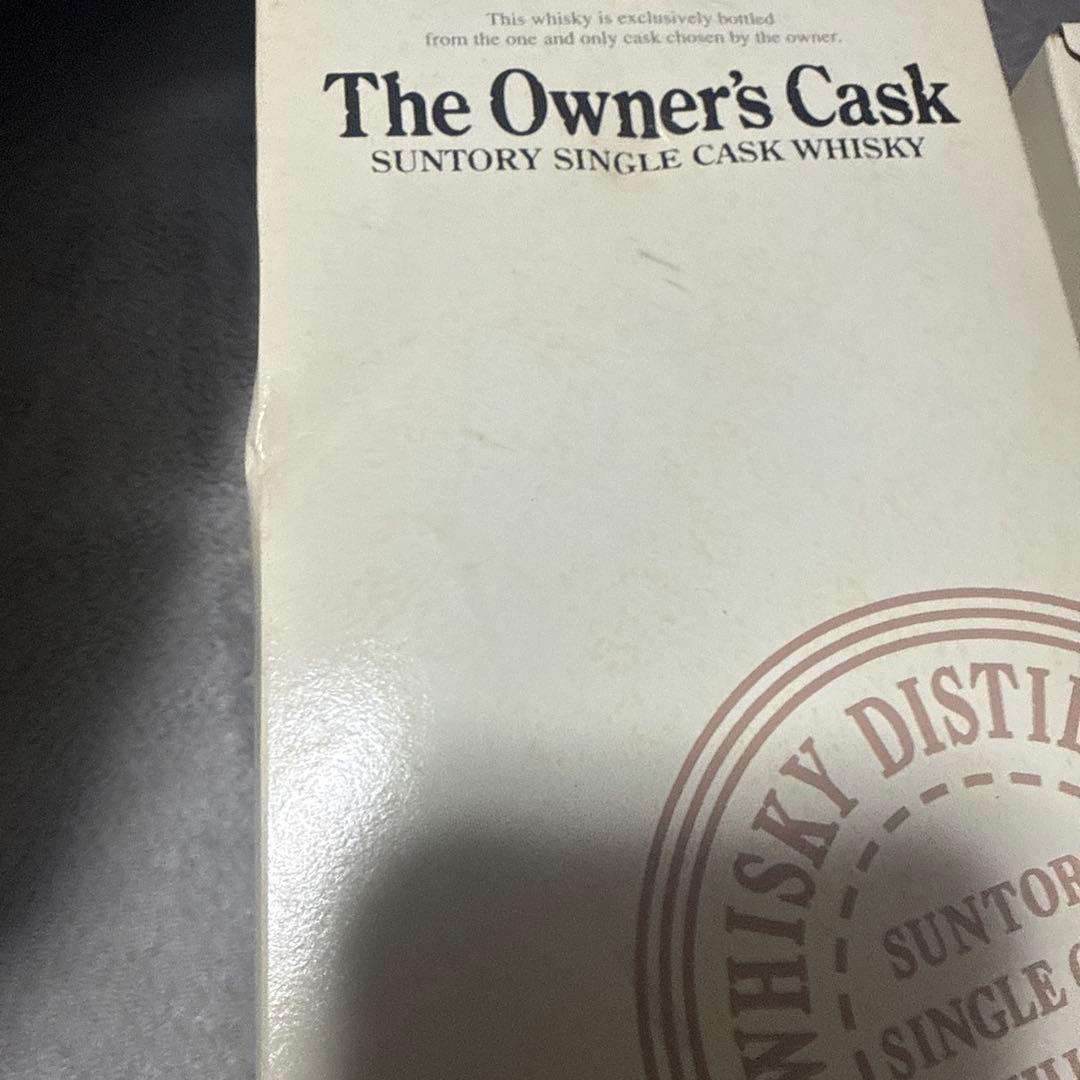 This whisky is exclusively bottled
from the one and only cask chosen by the owner.
The Owner's Cask
SUNTORY SINGLE CASK WHISKY
WHISKY DISTIL
SUNTOR
SINGLE